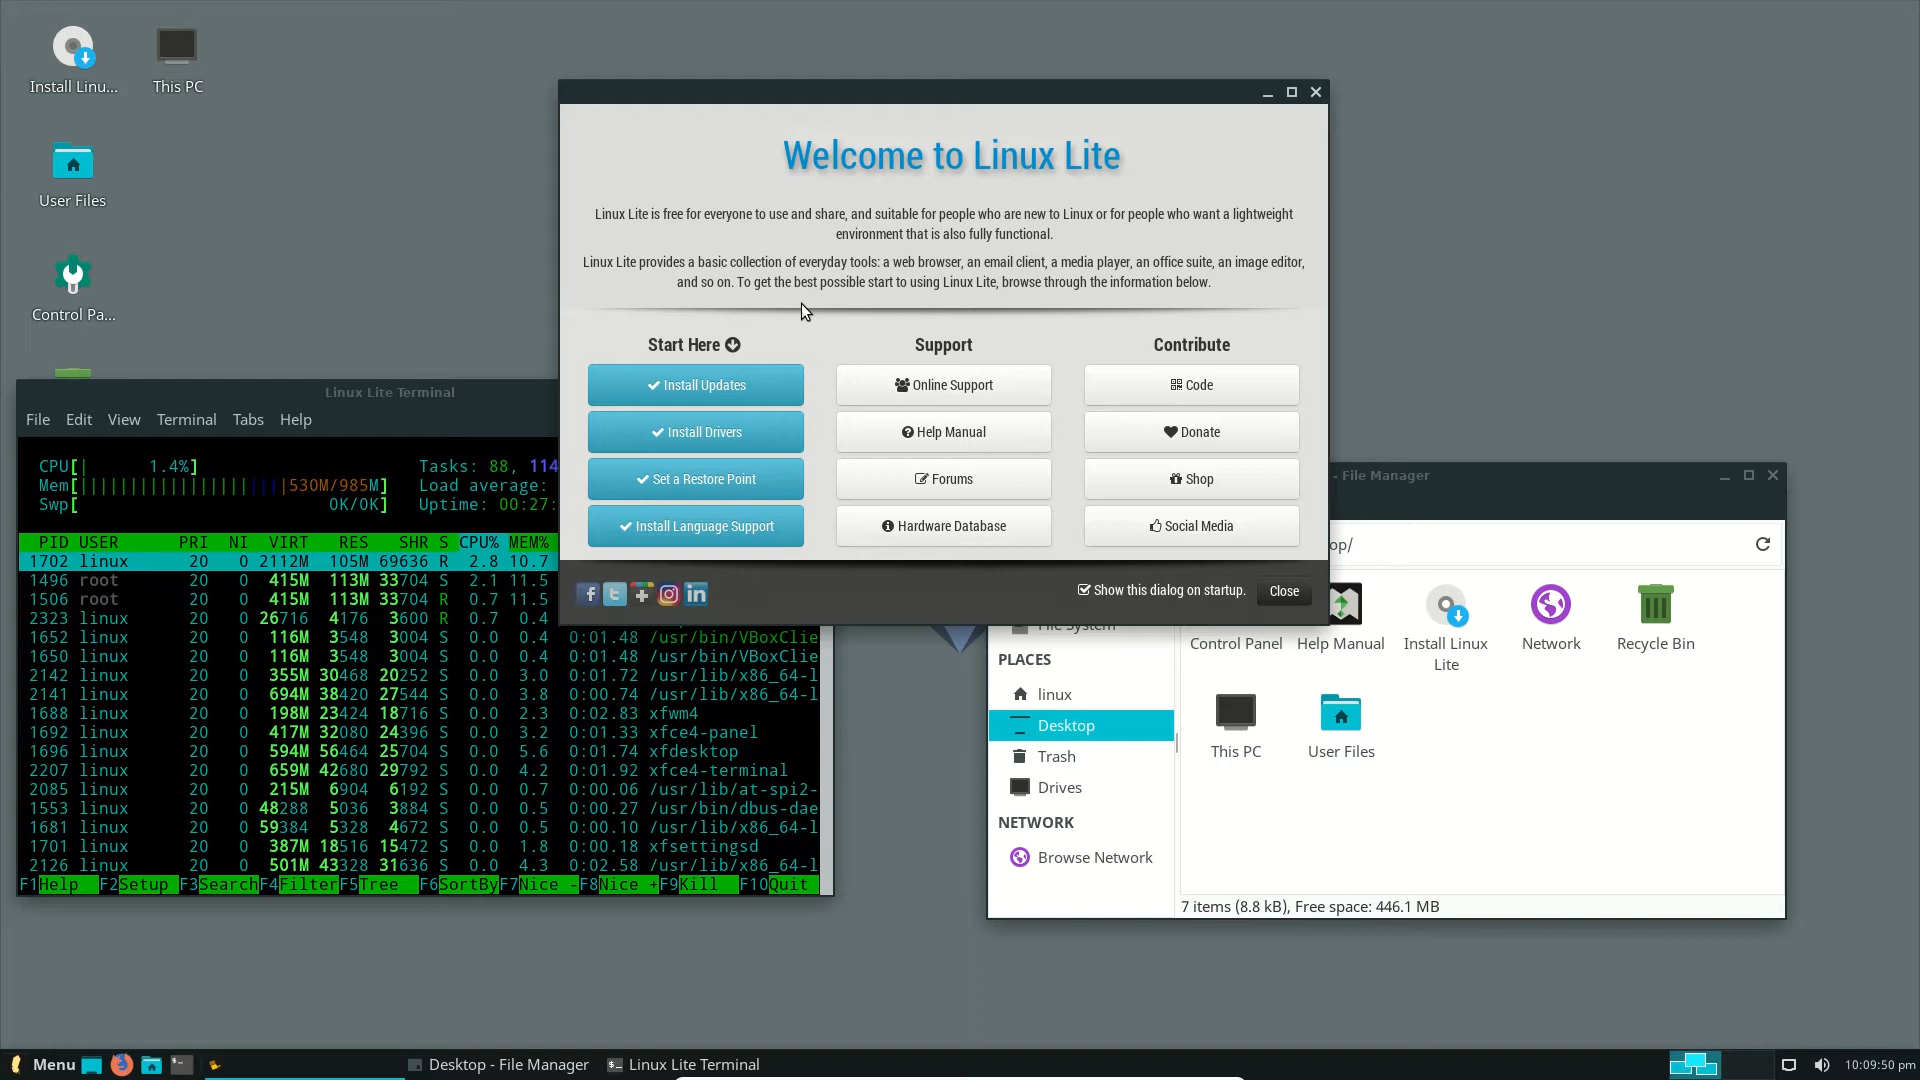 Install Linu...
This PC
User Files
Control Pa...
Welcome to Linux Lite
Linux Lite is free for everyone to use and share, and suitable for people who are new to Linux or for people who want a lightweight
environment that is also fully functional.
Linux Lite provides a basic collection of everyday tools: a web browser, an email client, a media player, an office suite, an image editor,
and so on. To get the best possible start to using Linux Lite, browse through the information below.
Start Here
Install Updates
Install Drivers
Set a Restore Point
Install Language Support
Support
Online Support
Help Manual
Forums
Hardware Database
Contribute
Code
Donate
Shop
Social Media
Show this dialog on startup.
Close
Linux Lite Terminal
File Edit View Terminal Tabs Help
CPU[| 1.4%] Tasks: 88, 114
Mem[|||||||||||||||||||||530M/985M] Load average:
Swp[ 0K/0K] Uptime: 00:27:
PID USER PRI NI VIRT RES SHR S CPU% MEM%
1702 linux 20 0 2112M 105M 69636 R 2.8 10.7
1496 root 20 0 415M 113M 33704 S 2.1 11.5
1506 root 20 0 415M 113M 33704 R 0.7 11.5
2323 linux 20 0 26716 4176 3600 R 0.7 0.4
1652 linux 20 0 116M 3548 3004 S 0.0 0.4 0:01.48 /usr/bin/VBoxClie
1650 linux 20 0 116M 3548 3004 S 0.0 0.4 0:01.48 /usr/bin/VBoxClie
2142 linux 20 0 355M 30468 20252 S 0.0 3.0 0:01.72 /usr/lib/x86_64-l
2141 linux 20 0 694M 38420 27544 S 0.0 3.8 0:00.74 /usr/lib/x86_64-l
1688 linux 20 0 198M 23424 18716 S 0.0 2.3 0:02.83 xfwm4
1692 linux 20 0 417M 32080 24396 S 0.0 3.2 0:01.33 xfce4-panel
1696 linux 20 0 594M 56464 25704 S 0.0 5.6 0:01.74 xfdesktop
2207 linux 20 0 659M 42680 29792 S 0.0 4.2 0:01.92 xfce4-terminal
2085 linux 20 0 215M 6904 6192 S 0.0 0.7 0:00.06 /usr/lib/at-spi2-
1553 linux 20 0 48288 5036 3884 S 0.0 0.5 0:00.27 /usr/bin/dbus-dae
1681 linux 20 0 59384 5328 4672 S 0.0 0.5 0:00.10 /usr/lib/x86_64-l
1701 linux 20 0 387M 18516 15472 S 0.0 1.8 0:00.18 xfsettingsd
2126 linux 20 0 501M 43328 31636 S 0.0 4.3 0:02.58 /usr/lib/x86_64-l
F1Help F2Setup F3SearchF4FilterF5Tree F6SortByF7Nice -F8Nice +F9Kill F10Quit
- File Manager
op/
File System
PLACES
linux
Desktop
Trash
Drives
NETWORK
Browse Network
Control Panel
Help Manual
Install Linux
Lite
Network
Recycle Bin
This PC
User Files
7 items (8.8 kB), Free space: 446.1 MB
Menu
Desktop - File Manager
Linux Lite Terminal
10:09:50 pm